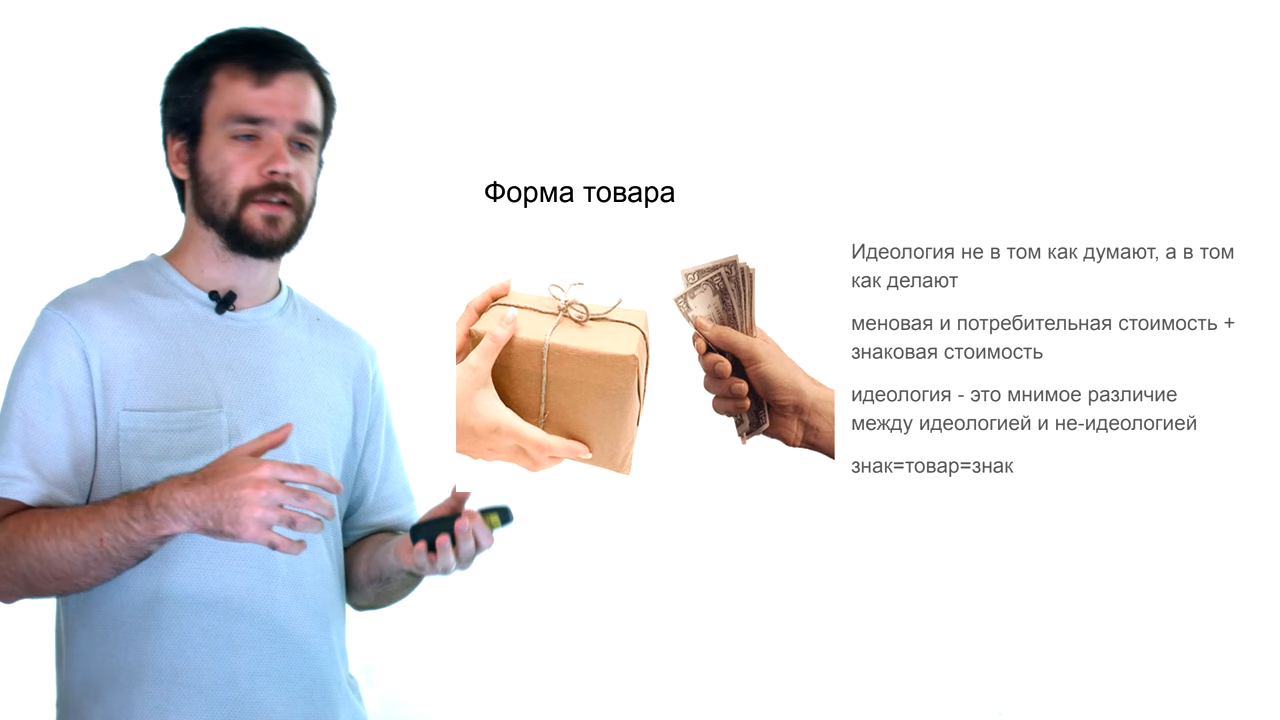 Форма товара
Идеология не в том как думают, а в том
как делают
меновая и потребительная стоимость +
знаковая стоимость
идеология - это мнимое различие
между идеологией и не-идеологией
знак=товар=знак